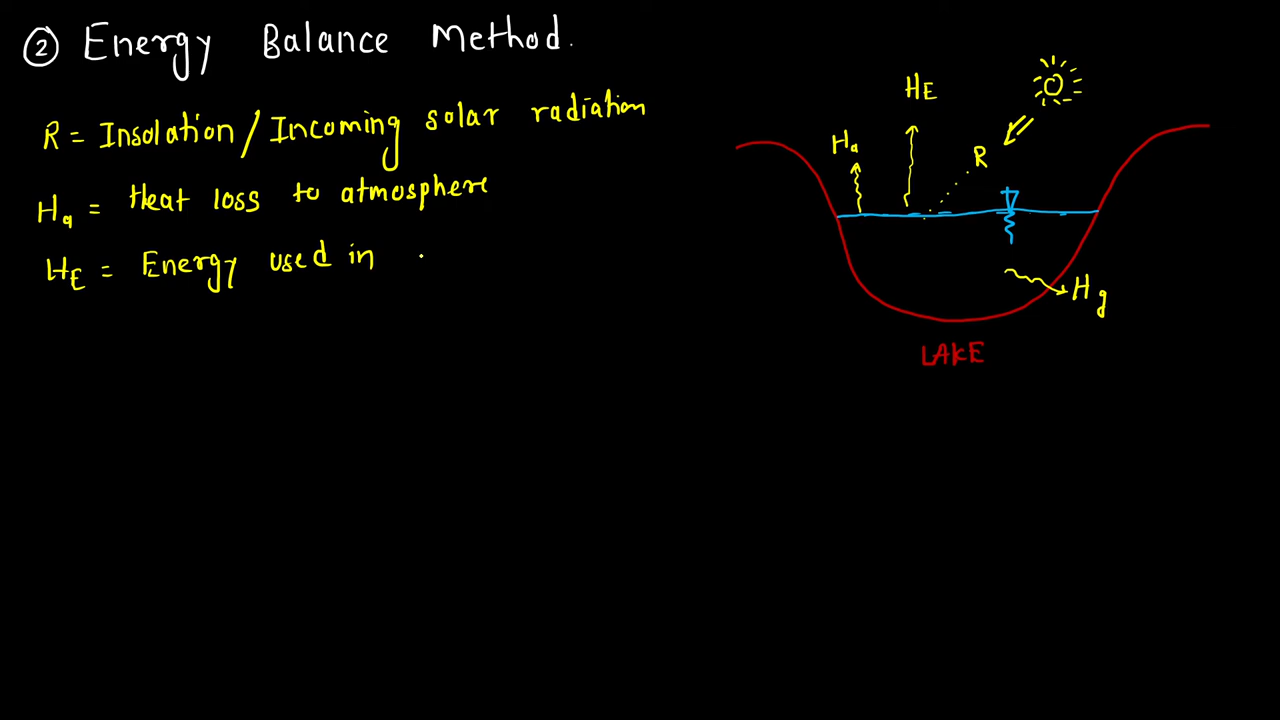 ② Energy Balance Method.
R = Insolation / Incoming solar radiation
Ha = Heat loss to atmosphere
HE = Energy used in
HE
Ha
R
Hg
LAKE